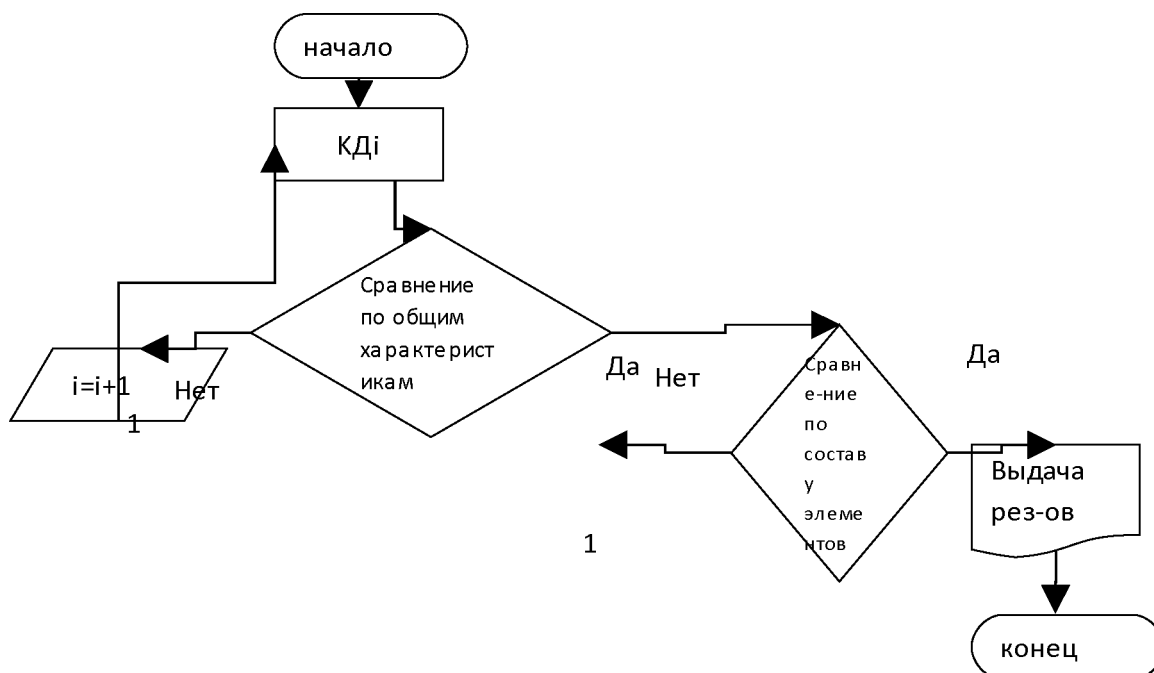 начало
КДi
Сравнение
по общим
характерист
икам
Да
Нет
Да
i=i+1
Нет
1
Сравн
е-ние
по
состав
у
элеме
нтов
Выдача
рез-ов
1
конец